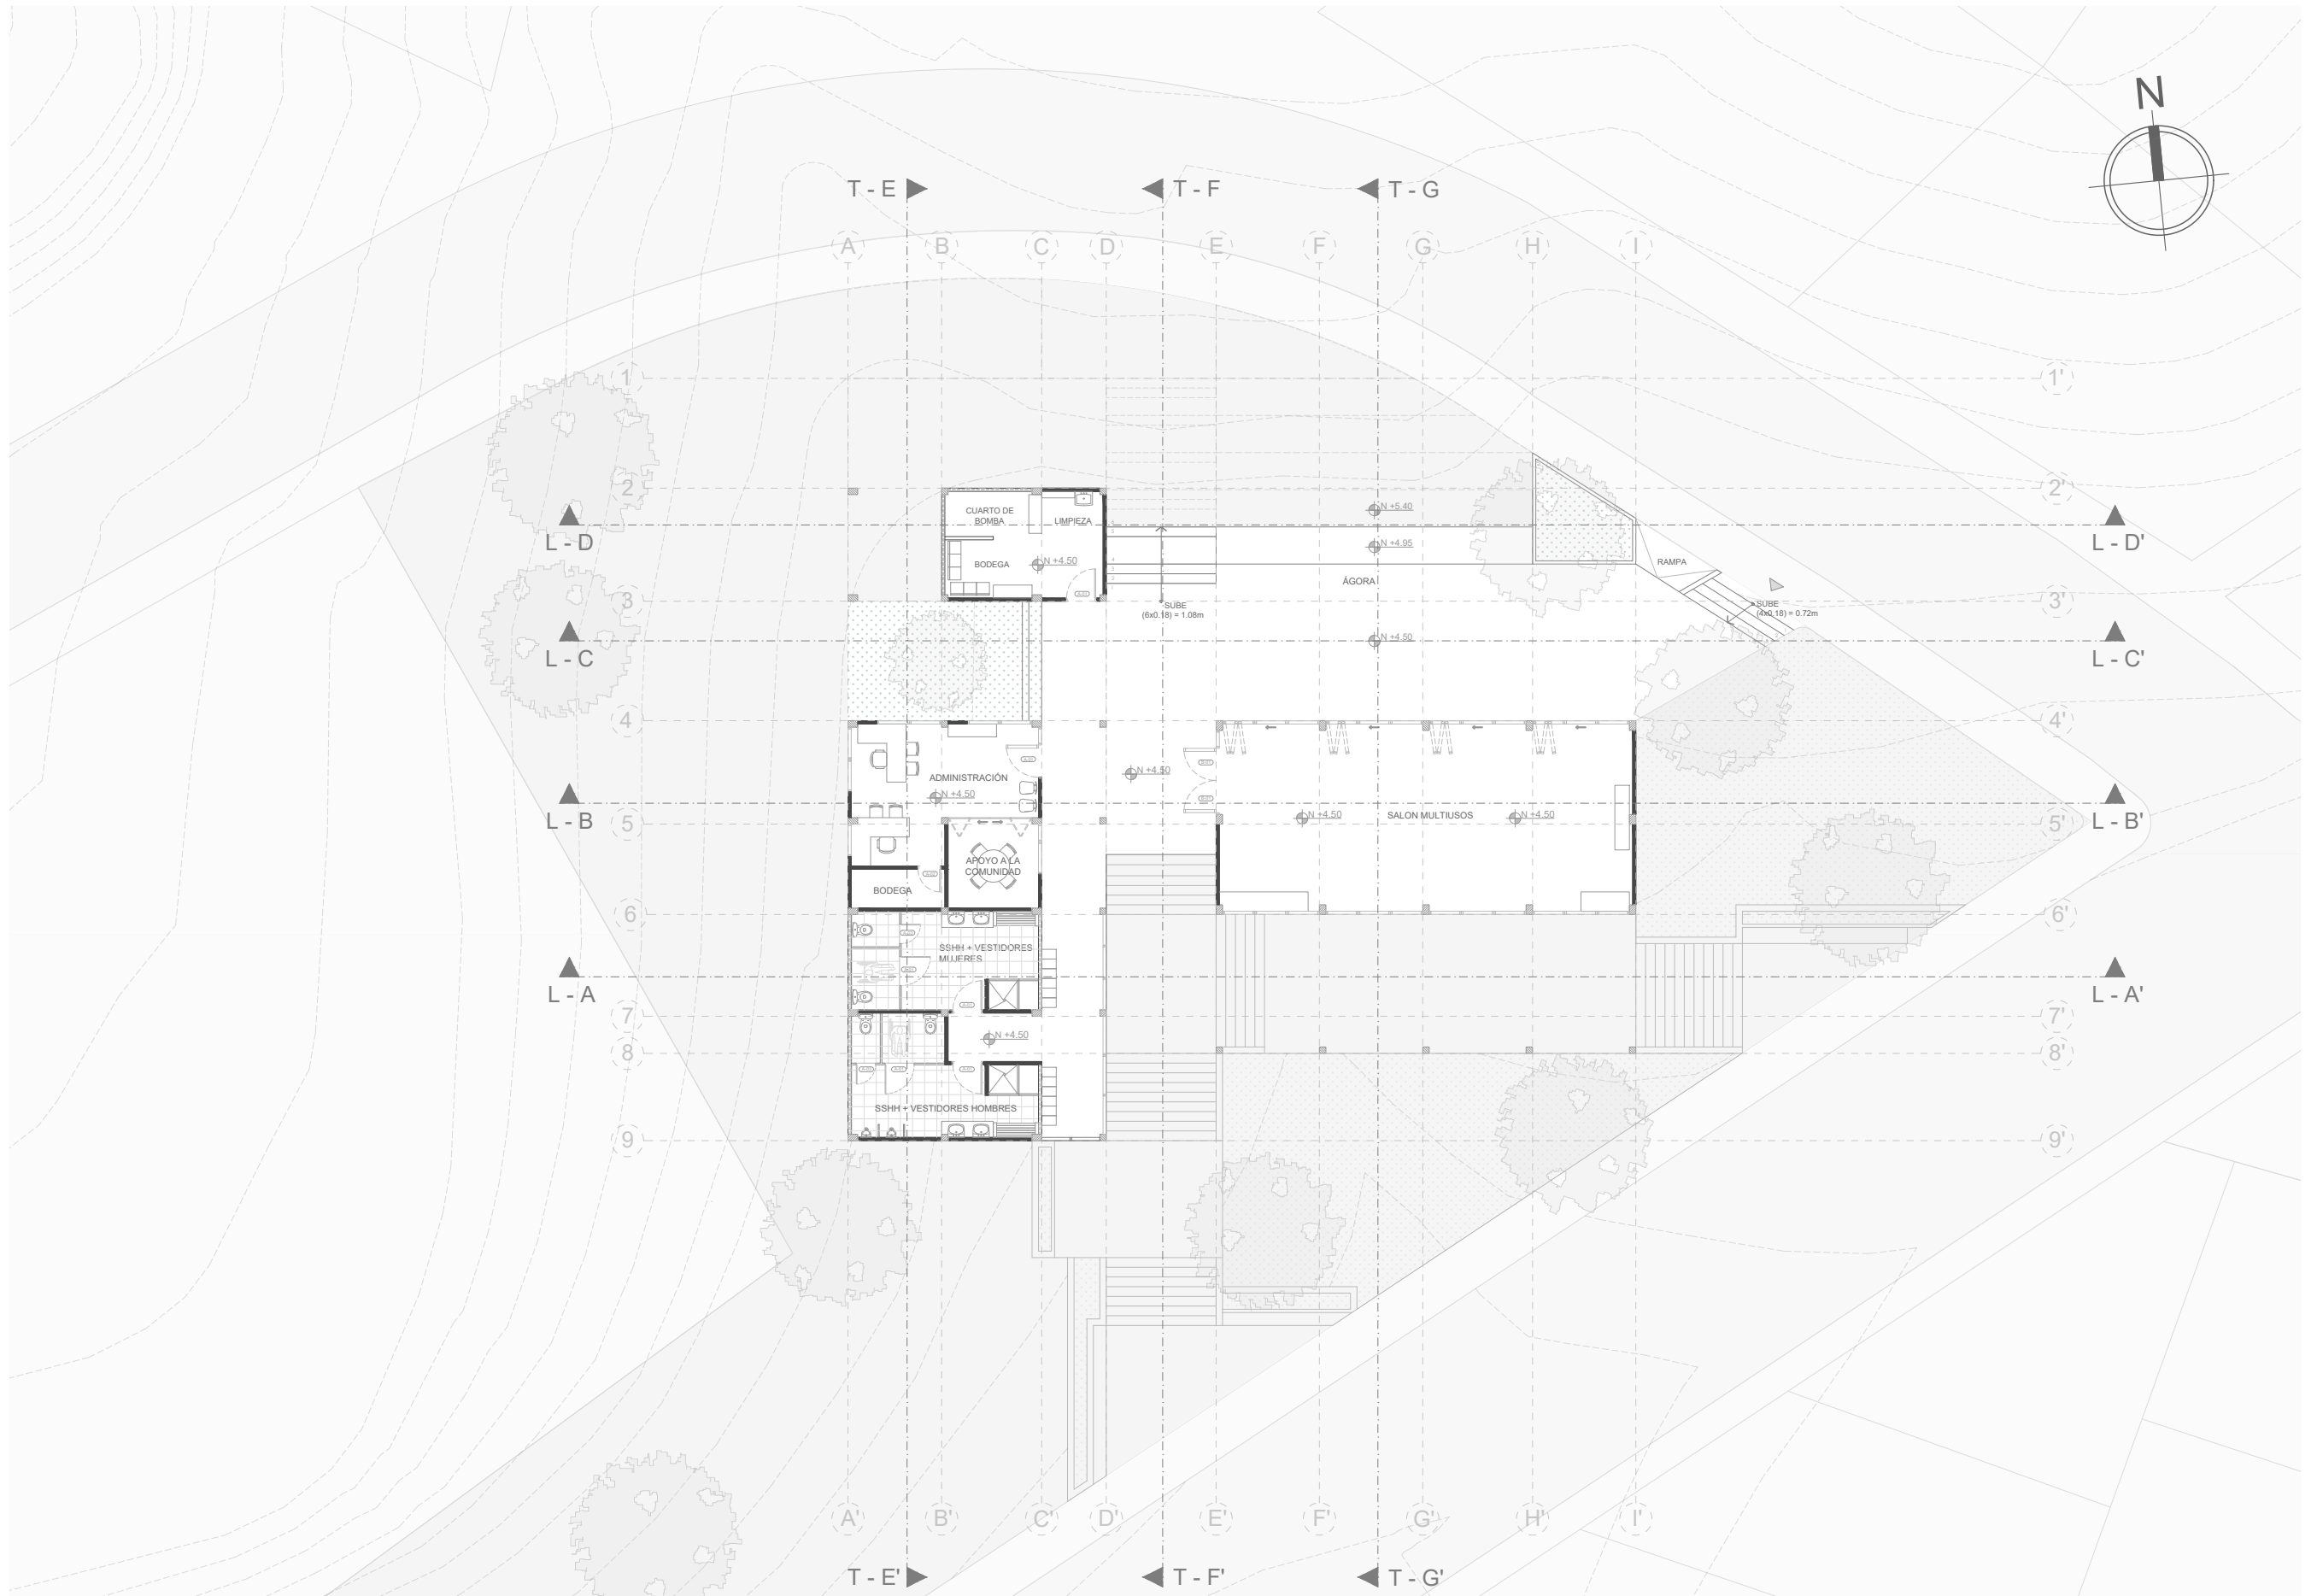 N
T - E
T - F
T - G
A
B
C
D
E
F
G
H
I
1
1'
2
2'
CUARTO DE
BOMBA
LIMPIEZA
N +5.40
L - D
L - D'
N +4.95
BODEGA
N +4.50
RAMPA
ÁGORA
3
3'
SUBE
(6x0.18) = 1.08m
SUBE
(4x0.18) = 0.72m
N +4.50
L - C
L - C'
4
4'
ADMINISTRACIÓN
N +4.50
N +4.50
L - B
L - B'
N +4.50
SALON MULTIUSOS
N +4.50
5
5'
APOYO A LA
COMUNIDAD
BODEGA
6
6'
SSHH + VESTIDORES
MUJERES
L - A
L - A'
7
7'
N +4.50
8
8'
SSHH + VESTIDORES HOMBRES
9
9'
A'
B'
C'
D'
E'
F'
G'
H'
I'
T - E'
T - F'
T - G'